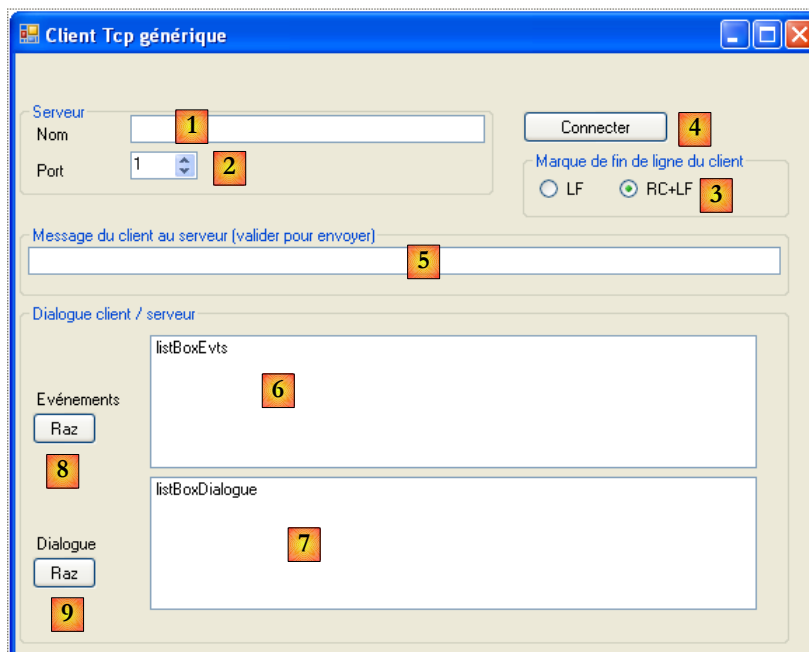 Client Tcp générique
Serveur
Nom
1
Connecter
4
Port
1
2
Marque de fin de ligne du client
LF
RC+LF
3
Message du client au serveur (valider pour envoyer)
5
Dialogue client / serveur
listBoxEvts
6
Evénements
Raz
8
listBoxDialogue
7
Dialogue
Raz
9